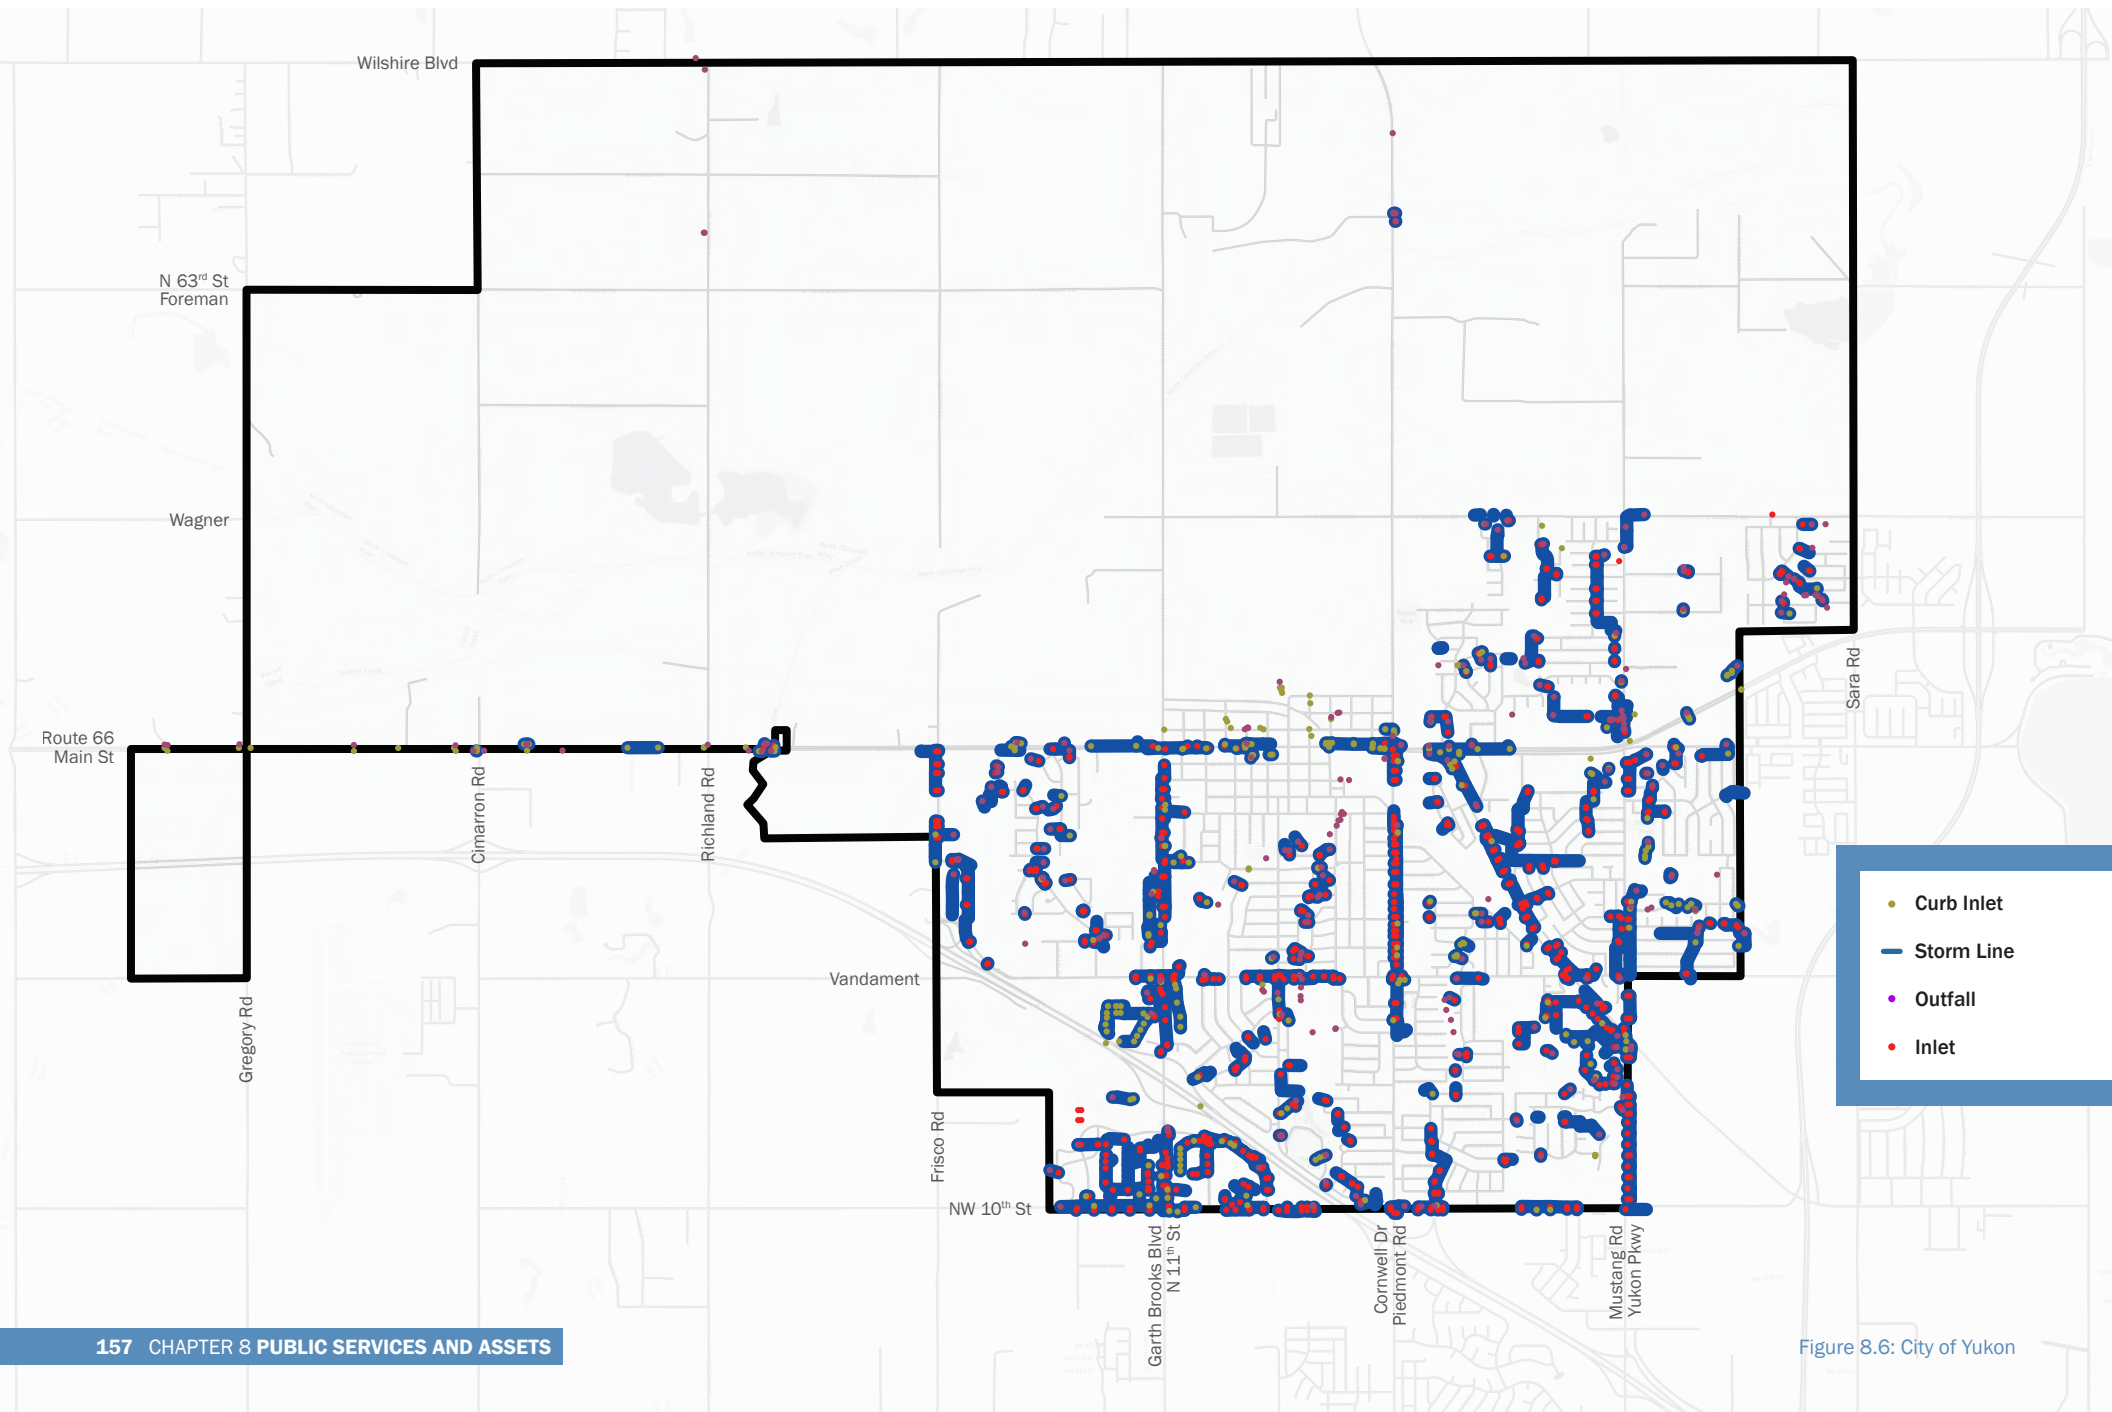 Wilshire Blvd
N 63rd St
Foreman
Wagner
Route 66
Main St
Sara Rd
Cimarron Rd
Richland Rd
Vandament
Gregory Rd
Frisco Rd
NW 10th St
Garth Brooks Blvd
N 11th St
Cornwell Dr
Piedmont Rd
Mustang Rd
Yukon Pkwy
Curb Inlet
Storm Line
Outfall
Inlet
157 CHAPTER 8 PUBLIC SERVICES AND ASSETS
Figure 8.6: City of Yukon